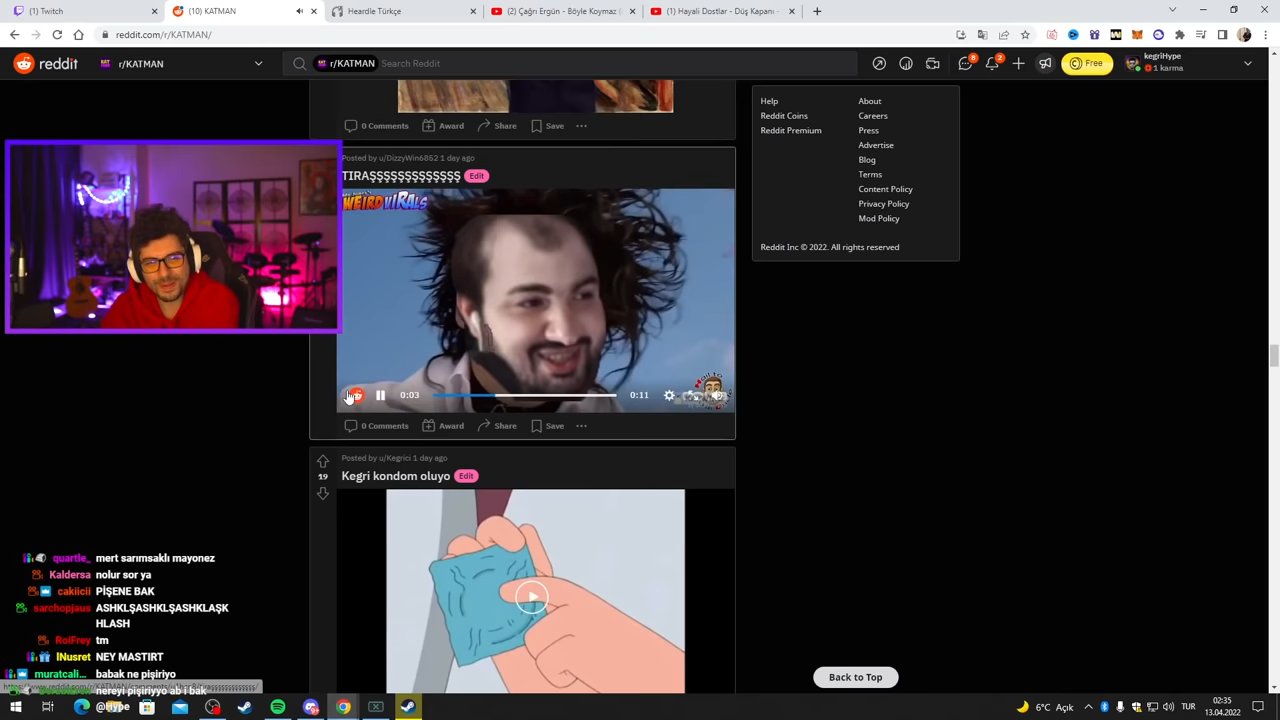 (1) Twitch
(10) KATMAN
Heardle Türkçe
(2) Çağrı Ergün - Böyle Koymaz (
(1) Hayali Dostlar - Düş Kapanı -
reddit.com/r/KATMAN/
reddit
r/KATMAN
r/KATMAN Search Reddit
8
2
Free
kegriHype
1 karma
0 Comments Award Share Save
Help About
Reddit Coins Careers
Reddit Premium Press
Advertise
Blog
Terms
Content Policy
Privacy Policy
Mod Policy
Reddit Inc © 2022. All rights reserved
Posted by u/DizzyWin6852 1 day ago
TIRAŞŞŞŞŞŞŞŞŞŞŞŞŞ Edit
WEIRD VIRALS
0:03 0:11
0 Comments Award Share Save
Posted by u/Kegrici 1 day ago
19
Kegri kondom oluyo Edit
quartle_ mert sarımsaklı mayonez
Kaldersa nolur sor ya
cakiicii PİŞENE BAK
sarchopjaus ASHKLŞASHKLŞASHKLAŞK
HLASH
RolFrey tm
INusret NEY MASTIRT
muratcali... babak ne pişiriyo
nereyi pişiriyyo ab i bak
Back to Top
@Hype
6°C Açık
TUR
02:35
13.04.2022